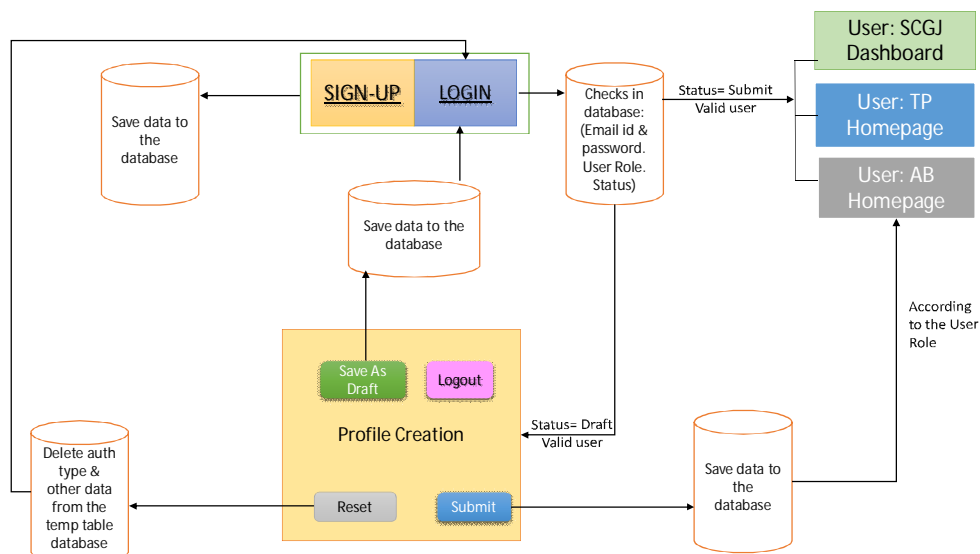 User: SCGJ
Dashboard
SIGN-UP
LOGIN
Save data to
the
database
Checks in
database:
(Email id &
password.
User Role.
Status)
Status= Submit
Valid user
User: TP
Homepage
User: AB
Homepage
Save data to the
database
According
to the User
Role
Save As
Draft
Logout
Profile Creation
Status= Draft
Valid user
Delete auth
type &
other data
from the
temp table
database
Reset
Submit
Save data to
the
database